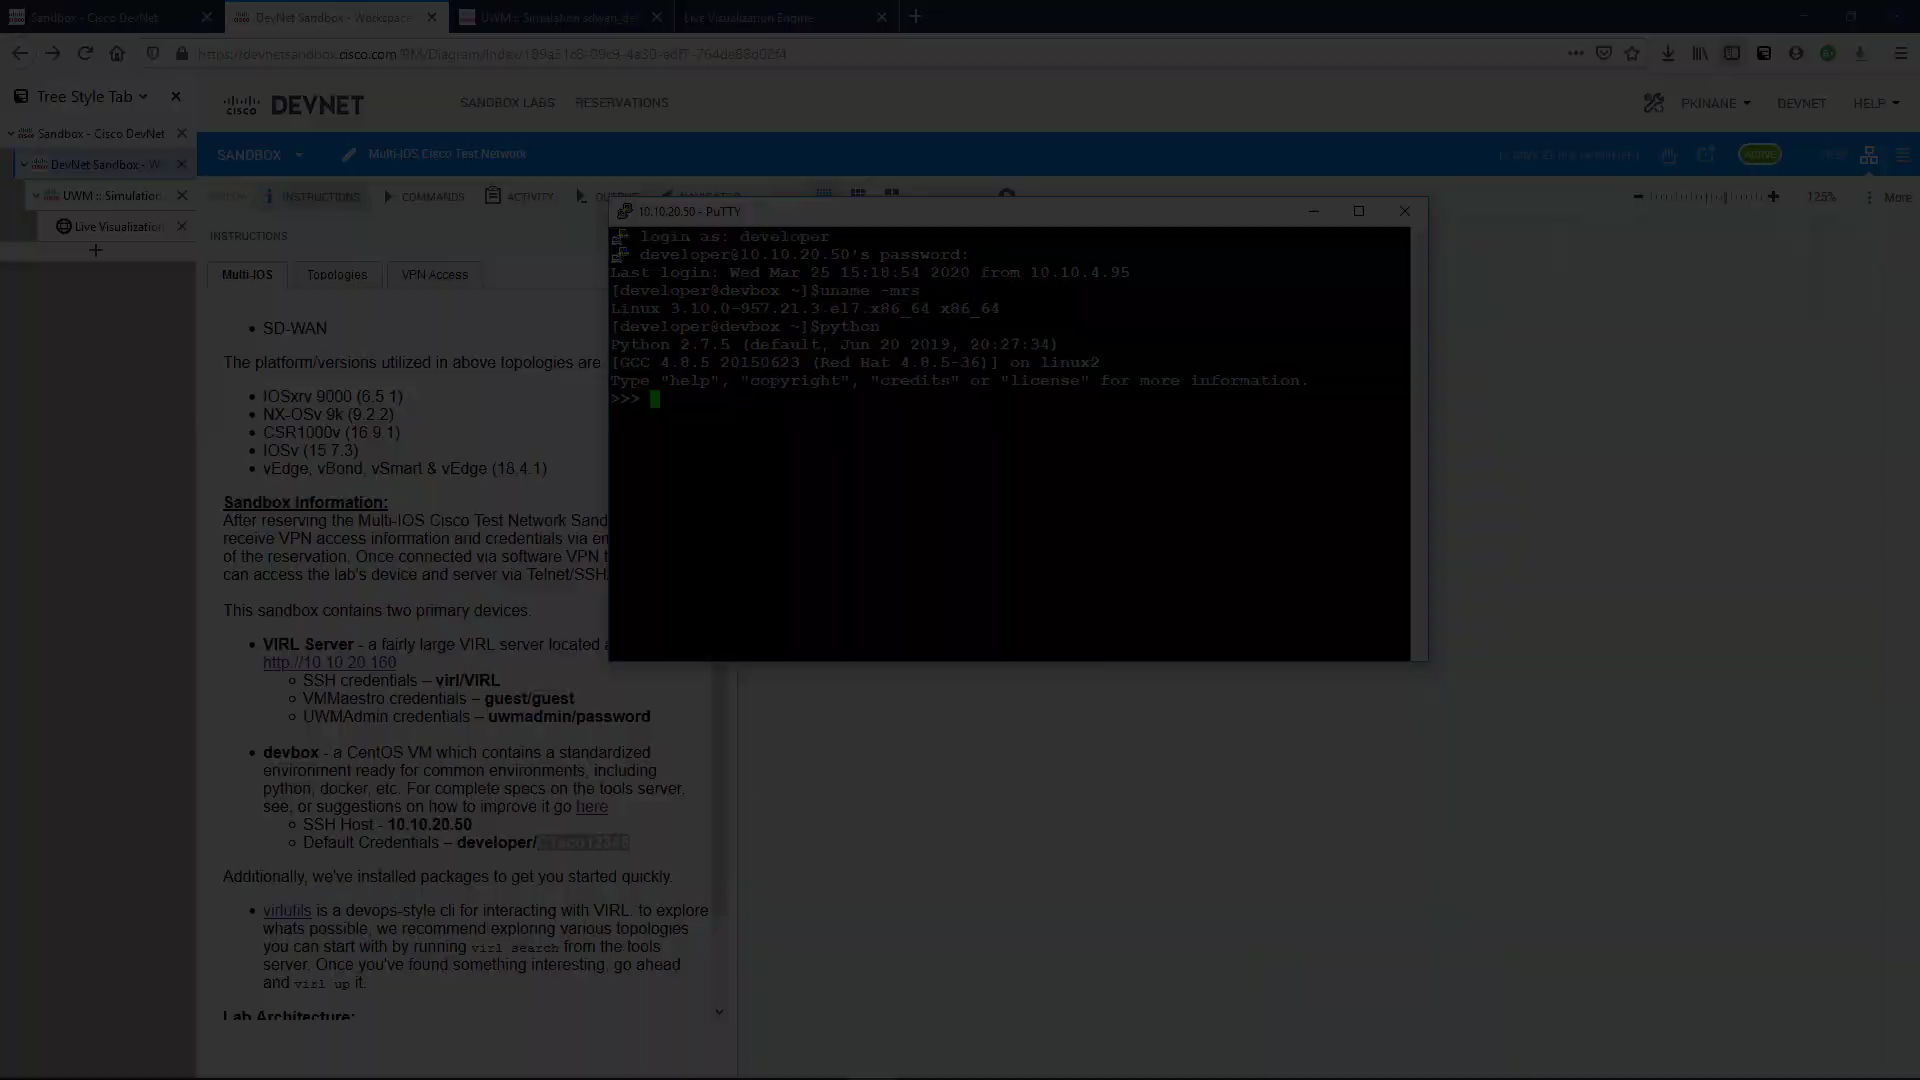 Sandbox - Cisco DevNet
DevNet Sandbox - Workspace
UWM :: Simulation sdwan_de
Live Visualization Engine
Tree Style Tab
Sandbox - Cisco DevNet
DevNet Sandbox - W
UWM :: Simulation
Live Visualization
cisco DEVNET
SANDBOX LABS
RESERVATIONS
PKINANE
DEVNET
HELP
SANDBOX
Multi-IOS Cisco Test Network
ACTIVE
INSTRUCTIONS
COMMANDS
ACTIVITY
125%
More
INSTRUCTIONS
Multi-IOS
Topologies
VPN Access
• SD-WAN
The platform/versions utilized in above topologies are
• IOSxrv 9000 (6.5.1)
• NX-OSv 9k (9.2.2)
• CSR1000v (16.9.1)
• IOSv (15.7.3)
• vEdge, vBond, vSmart & vEdge (18.4.1)
Sandbox Information:
After reserving the Multi-IOS Cisco Test Network Sand
receive VPN access information and credentials via em
of the reservation. Once connected via software VPN t
can access the lab's device and server via Telnet/SSH
This sandbox contains two primary devices.
• VIRL Server - a fairly large VIRL server located a
http://10.10.20.160
SSH credentials – virl/VIRL
VMMaestro credentials – guest/guest
UWMAdmin credentials – uwmadmin/password
• devbox - a CentOS VM which contains a standardized
environment ready for common environments, including
python, docker, etc. For complete specs on the tools server,
see, or suggestions on how to improve it go here
SSH Host - 10.10.20.50
Default Credentials – developer/
Additionally, we've installed packages to get you started quickly.
• virlutils is a devops-style cli for interacting with VIRL. to explore
whats possible, we recommend exploring various topologies
you can start with by running virl search from the tools
server. Once you've found something interesting, go ahead
and virl up it.
Lab Architecture:
10.10.20.50 - PuTTY
login as: developer
developer@10.10.20.50's password:
Last login: Wed Mar 25 15:18:54 2020 from 10.10.4.95
[developer@devbox ~]$uname -mrs
Linux 3.10.0-957.21.3.el7.x86_64 x86_64
[developer@devbox ~]$python
Python 2.7.5 (default, Jun 20 2019, 20:27:34)
[GCC 4.8.5 20150623 (Red Hat 4.8.5-36)] on linux2
Type "help", "copyright", "credits" or "license" for more information.
>>>